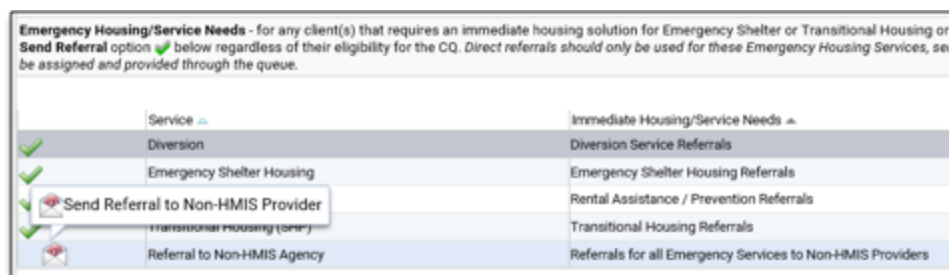 Emergency Housing/Service Needs - for any client(s) that requires an immediate housing solution for Emergency Shelter or Transitional Housing or
Send Referral option below regardless of their eligibility for the CQ. Direct referrals should only be used for these Emergency Housing Services, se
be assigned and provided through the queue.
Service Immediate Housing/Service Needs
Diversion Diversion Service Referrals
Emergency Shelter Housing Emergency Shelter Housing Referrals
Send Referral to Non-HMIS Provider Rental Assistance / Prevention Referrals
Transitional Housing (SHP) Transitional Housing Referrals
Referral to Non-HMIS Agency Referrals for all Emergency Services to Non-HMIS Providers